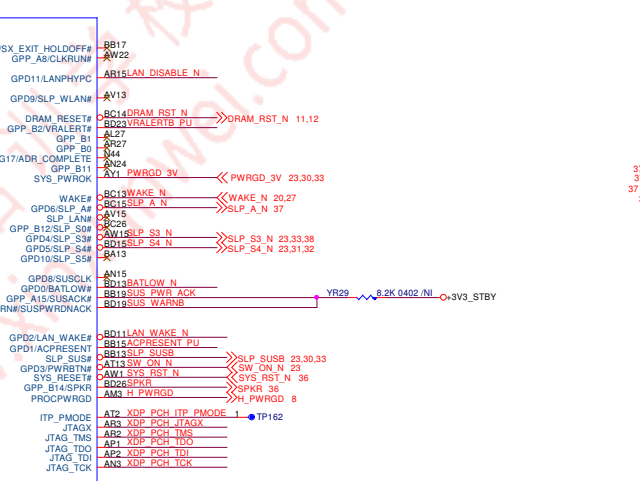 /SX_EXIT_HOLDOFF# BB17
GPP_A8/CLKRUN# AW22
GPD11/LANPHYPC AR15 LAN_DISABLE_N
GPD9/SLP_WLAN# AV13
DRAM_RESET# BC14 DRAM_RST_N DRAM_RST_N 11,12
GPP_B2/VRALERT# BD23 VRALERTB_PU
GPP_B1 AL27
GPP_B0 AR27
G17/ADR_COMPLETE N44
GPP_B11 AN24
SYS_PWROK AY1 PWRGD_3V PWRGD_3V 23,30,33
WAKE# BC13 WAKE_N WAKE_N 20,27
GPD6/SLP_A# BC15 SLP_A_N SLP_A_N 37
SLP_LAN# AV15
GPP_B12/SLP_S0# BC26
GPD4/SLP_S3# AW15 SLP_S3_N SLP_S3_N 23,33,38
GPD5/SLP_S4# BD15 SLP_S4_N SLP_S4_N 23,31,32
GPD10/SLP_S5# BA13
GPD8/SUSCLK AN15
GPD0/BATLOW# BD13 BATLOW_N
GPP_A15/SUSACK# BB19 SUS_PWR_ACK YR29 8.2K 0402 /NI +3V3_STBY
RN#/SUSPWRDNACK BD19 SUS_WARNB
GPD2/LAN_WAKE# BD11 LAN_WAKE_N
GPD1/ACPRESENT BB15 ACPRESENT_PU
SLP_SUS# BB13 SLP_SUSB SLP_SUSB 23,30,33
GPD3/PWRBTN# AT13 SW_ON_N SW_ON_N 23
SYS_RESET# AW1 SYS_RST_N SYS_RST_N 36
GPP_B14/SPKR BD26 SPKR SPKR 36
PROCPWRGD AM3 H_PWRGD H_PWRGD 8
ITP_PMODE AT2 XDP_PCH_ITP_PMODE 1 TP162
JTAGX AR3 XDP_PCH_JTAGX
JTAG_TMS AR2 XDP_PCH_TMS
JTAG_TDO AP1 XDP_PCH_TDO
JTAG_TDI AP2 XDP_PCH_TDI
JTAG_TCK AN3 XDP_PCH_TCK